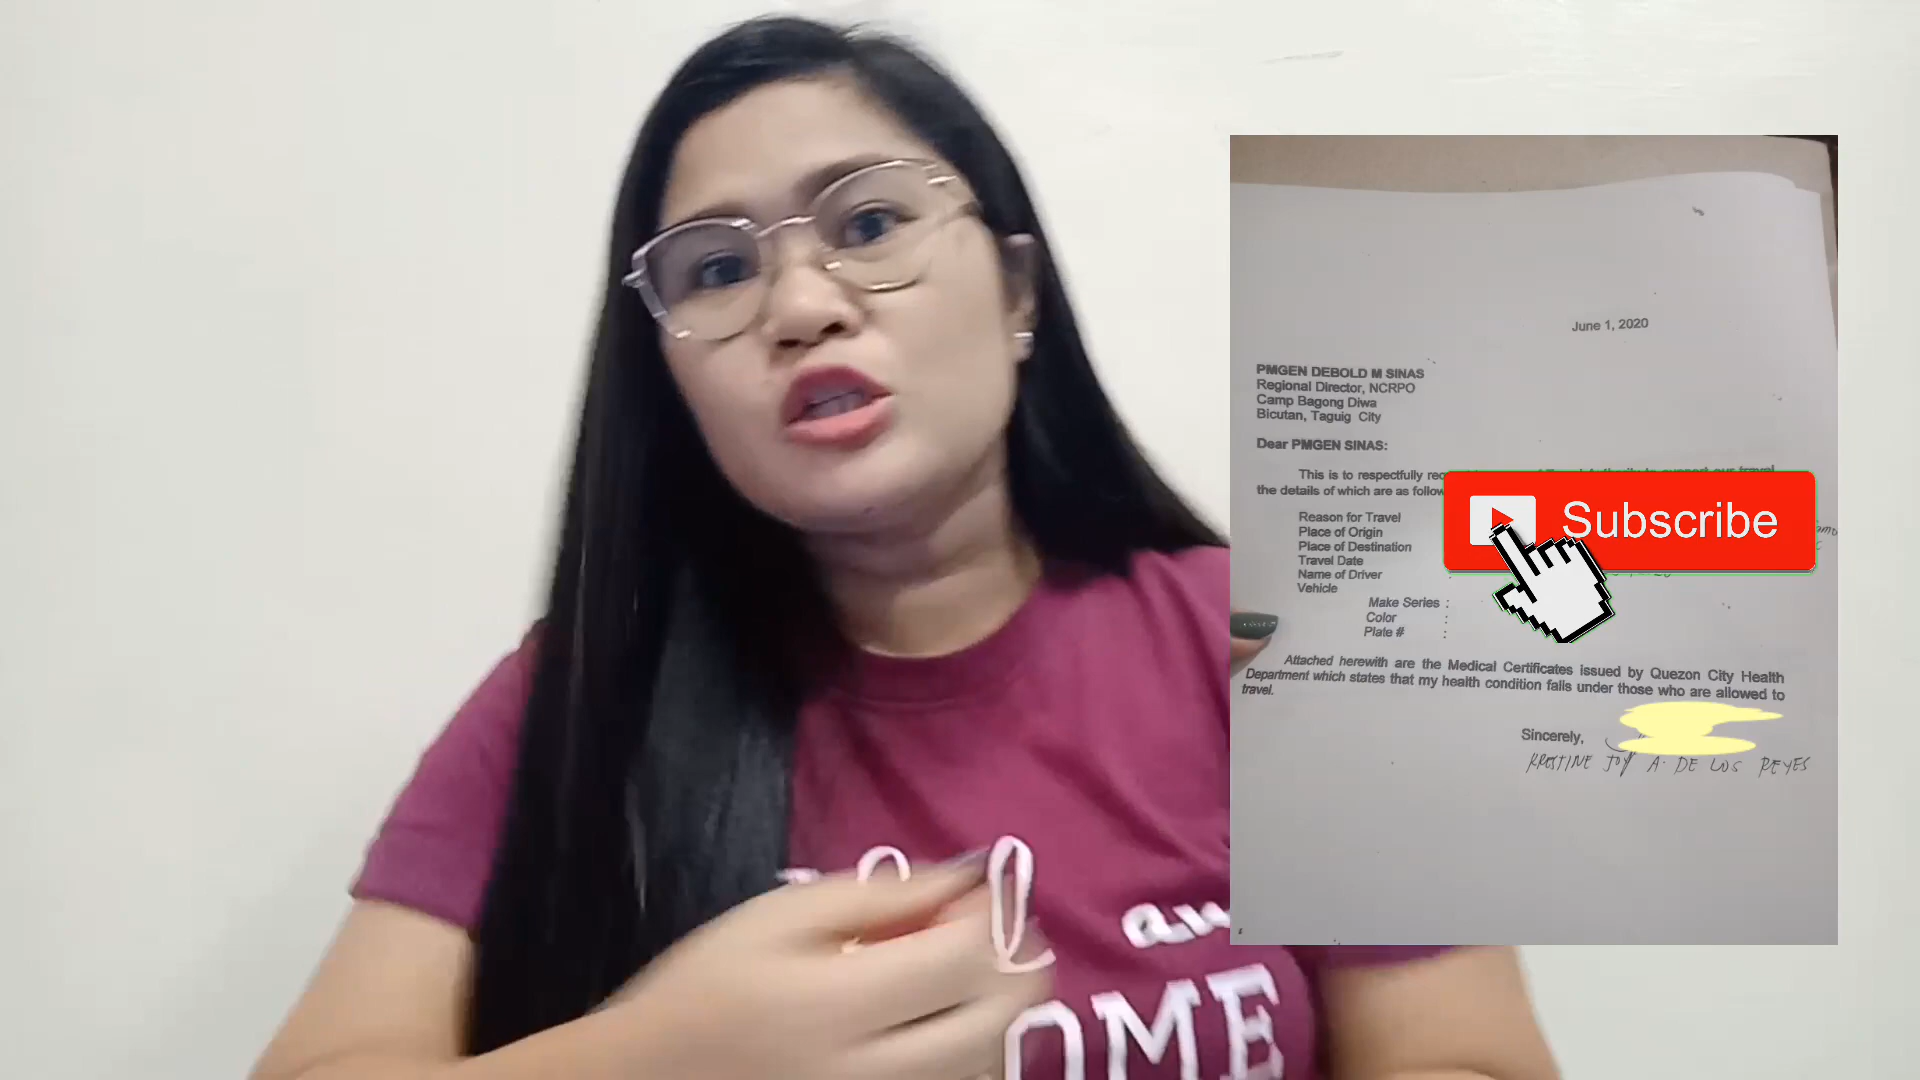 June 1, 2020
PMGEN DEBOLD M SINAS
Regional Director, NCRPO
Camp Bagong Diwa
Bicutan, Taguig City
Dear PMGEN SINAS:
This is to respectfully
travel
the details of which are as
Subscribe
Reason for Travel
Place of Origin
Place of Destination
Travel Date
Name of Driver :
Vehicle
Make Series :
Color :
Plate # :
Attached herewith are the Medical Certificates issued by Quezon City Health
Department which states that my health condition falls under those who are allowed to
travel.
Sincerely,
KRISTINE JOY A. DE LOS REYES
OME